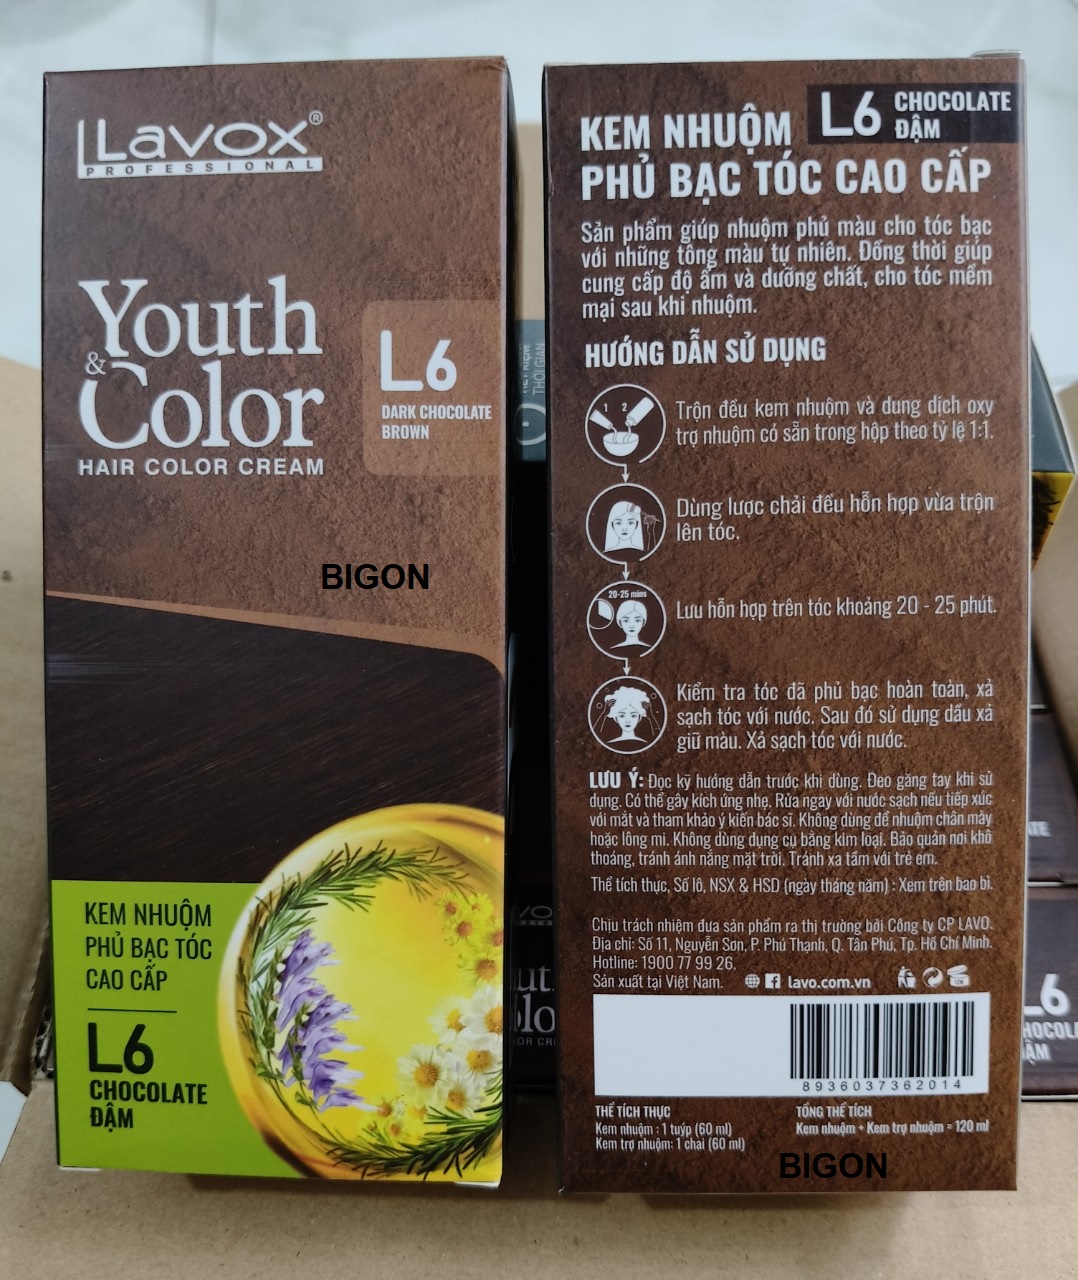 Lavox®
PROFESSIONAL
Youth
& Color
HAIR COLOR CREAM
L6
DARK CHOCOLATE
BROWN
BIGON
KEM NHUỘM
PHỦ BẠC TÓC
CAO CẤP
L6
CHOCOLATE
ĐẬM
L6 CHOCOLATE
ĐẬM
KEM NHUỘM
PHỦ BẠC TÓC CAO CẤP
Sản phẩm giúp nhuộm phủ màu cho tóc bạc
với những tông màu tự nhiên. Đồng thời giúp
cung cấp độ ẩm và dưỡng chất, cho tóc mềm
mại sau khi nhuộm.
HƯỚNG DẪN SỬ DỤNG
1 2
Trộn đều kem nhuộm và dung dịch oxy
trợ nhuộm có sẵn trong hộp theo tỷ lệ 1:1.
Dùng lược chải đều hỗn hợp vừa trộn
lên tóc.
20-25 mins
Lưu hỗn hợp trên tóc khoảng 20 - 25 phút.
Kiểm tra tóc đã phủ bạc hoàn toàn, xả
sạch tóc với nước. Sau đó sử dụng dầu xả
giữ màu. Xả sạch tóc với nước.
LƯU Ý: Đọc kỹ hướng dẫn trước khi dùng. Đeo găng tay khi sử
dụng. Có thể gây kích ứng nhẹ. Rửa ngay với nước sạch nếu tiếp xúc
với mắt và tham khảo ý kiến bác sĩ. Không dùng để nhuộm chân mày
hoặc lông mi. Không dùng dụng cụ bằng kim loại. Bảo quản nơi khô
thoáng, tránh ánh nắng mặt trời. Tránh xa tầm với trẻ em.
Thể tích thực, Số lô, NSX & HSD (ngày tháng năm) : Xem trên bao bì.
Chịu trách nhiệm đưa sản phẩm ra thị trường bởi Công ty CP LAVO.
Địa chỉ: Số 11, Nguyễn Sơn, P. Phú Thạnh, Q. Tân Phú, Tp. Hồ Chí Minh.
Hotline: 1900 77 99 26.
Sản xuất tại Việt Nam. lavo.com.vn
8936037362014
THỂ TÍCH THỰC
Kem nhuộm : 1 tuýp (60 ml)
Kem trợ nhuộm: 1 chai (60 ml)
TỔNG THỂ TÍCH
Kem nhuộm + Kem trợ nhuộm = 120 ml
BIGON
THỜI GIAN
L6